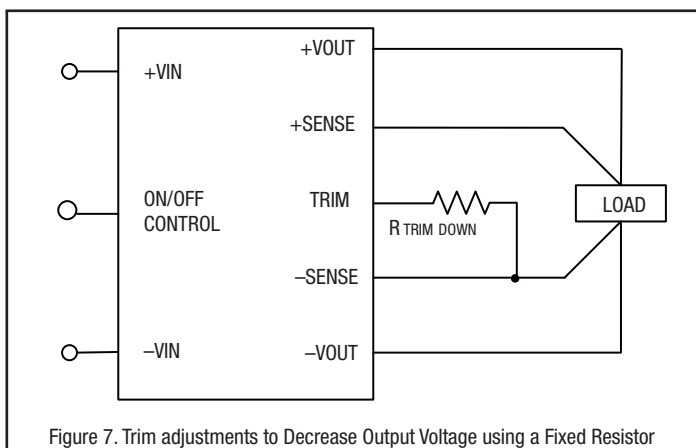 +VOUT
+VIN
+SENSE
ON/OFF
CONTROL
TRIM
R TRIM DOWN
LOAD
–SENSE
–VIN
–VOUT
Figure 7. Trim adjustments to Decrease Output Voltage using a Fixed Resistor